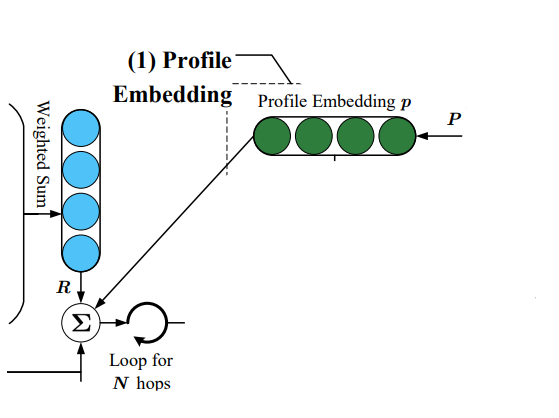 (1) Profile
Embedding
Profile Embedding p
P
Weighted Sum
R
Σ
Loop for
N hops